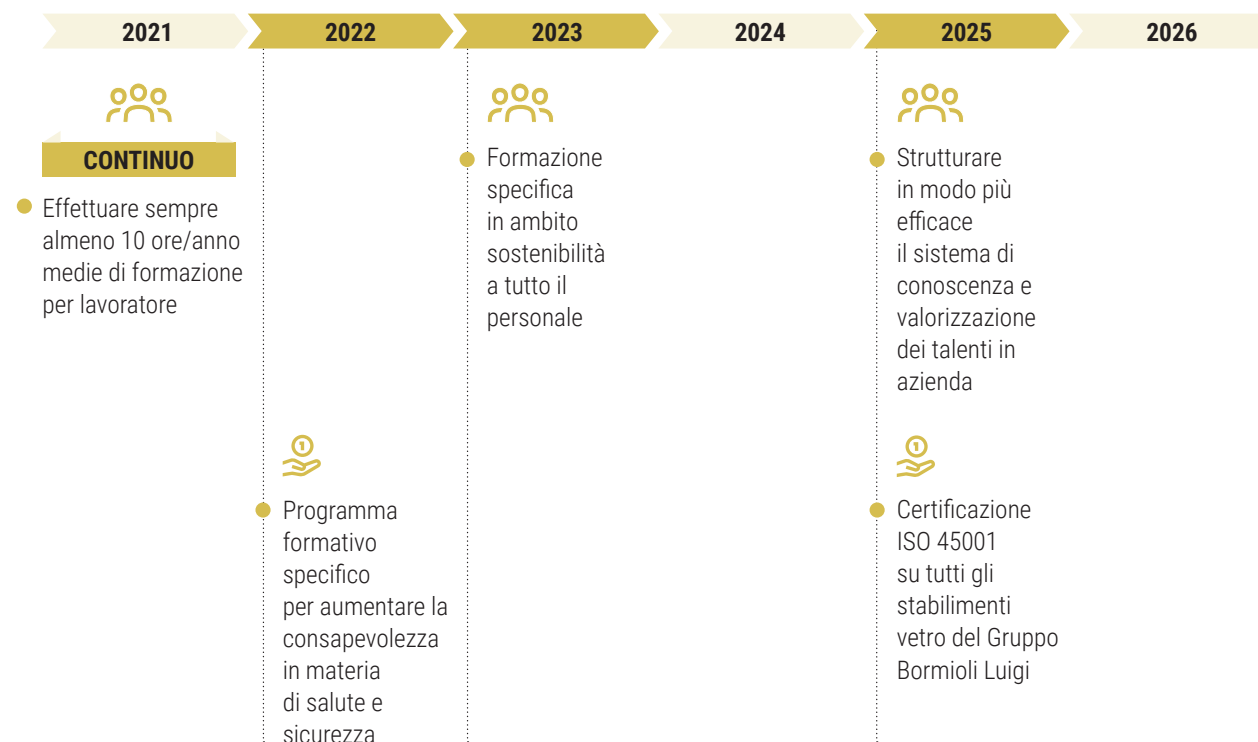 2021
2022
2023
2024
2025
2026
CONTINUO
Effettuare sempre
almeno 10 ore/anno
medie di formazione
per lavoratore
Formazione
specifica
in ambito
sostenibilità
a tutto il
personale
Strutturare
in modo più
efficace
il sistema di
conoscenza e
valorizzazione
dei talenti in
azienda
1
Programma
formativo
specifico
per aumentare la
consapevolezza
in materia
di salute e
sicurezza
1
Certificazione
ISO 45001
su tutti gli
stabilimenti
vetro del Gruppo
Bormioli Luigi